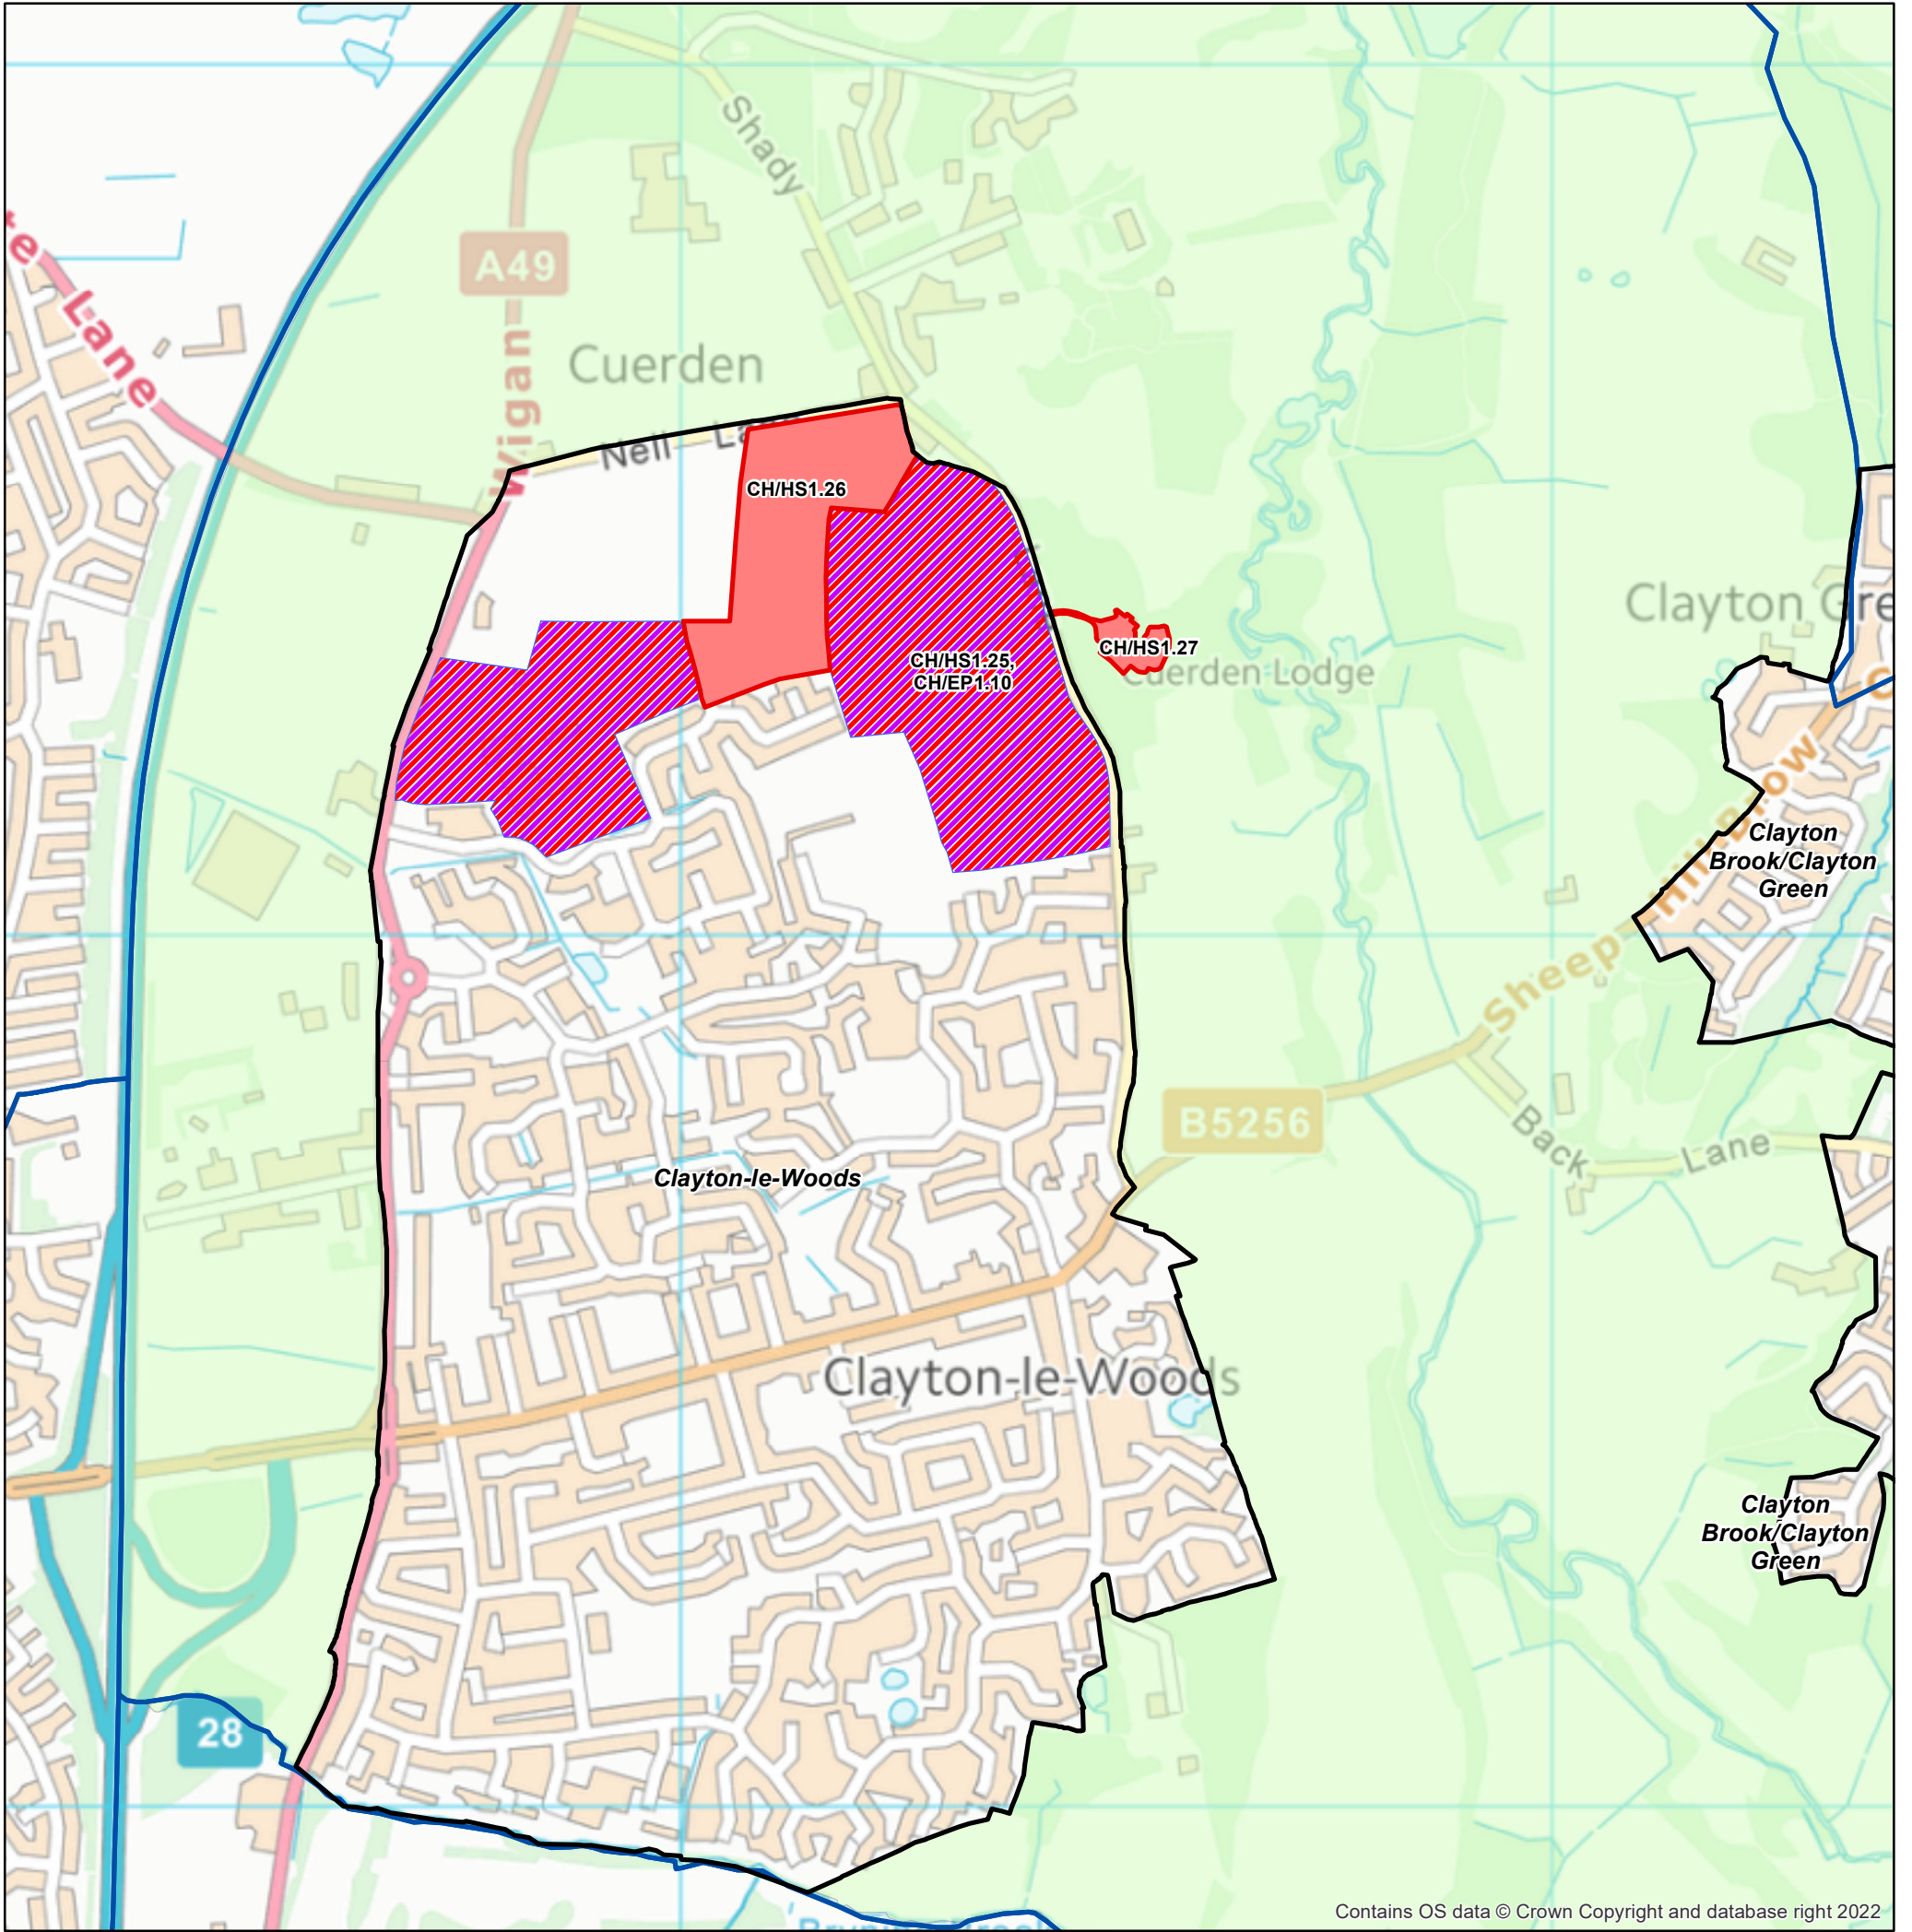 Shady
A49
Lane
Wigan
Cuerden
Nell La
CH/HS1.26
CH/HS1.25,
CH/EP1.10
CH/HS1.27
Cuerden Lodge
Clayton Gre
Hill Brow
Clayton
Brook/Clayton
Green
Sheep
B5256
Back
Lane
Clayton-le-Woods
Clayton-le-Woods
Clayton
Brook/Clayton
Green
28
Contains OS data © Crown Copyright and database right 2022